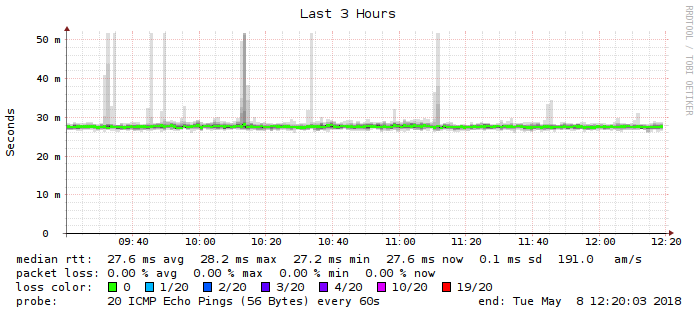 Last 3 Hours
RRDTOOL / TOBI OETIKER
Seconds
50 m
40 m
30 m
20 m
10 m
0
09:40 10:00 10:20 10:40 11:00 11:20 11:40 12:00 12:20
median rtt: 27.6 ms avg 28.2 ms max 27.2 ms min 27.6 ms now 0.1 ms sd 191.0 am/s
packet loss: 0.00 % avg 0.00 % max 0.00 % min 0.00 % now
loss color: 0 1/20 2/20 3/20 4/20 10/20 19/20
probe: 20 ICMP Echo Pings (56 Bytes) every 60s end: Tue May 8 12:20:03 2018